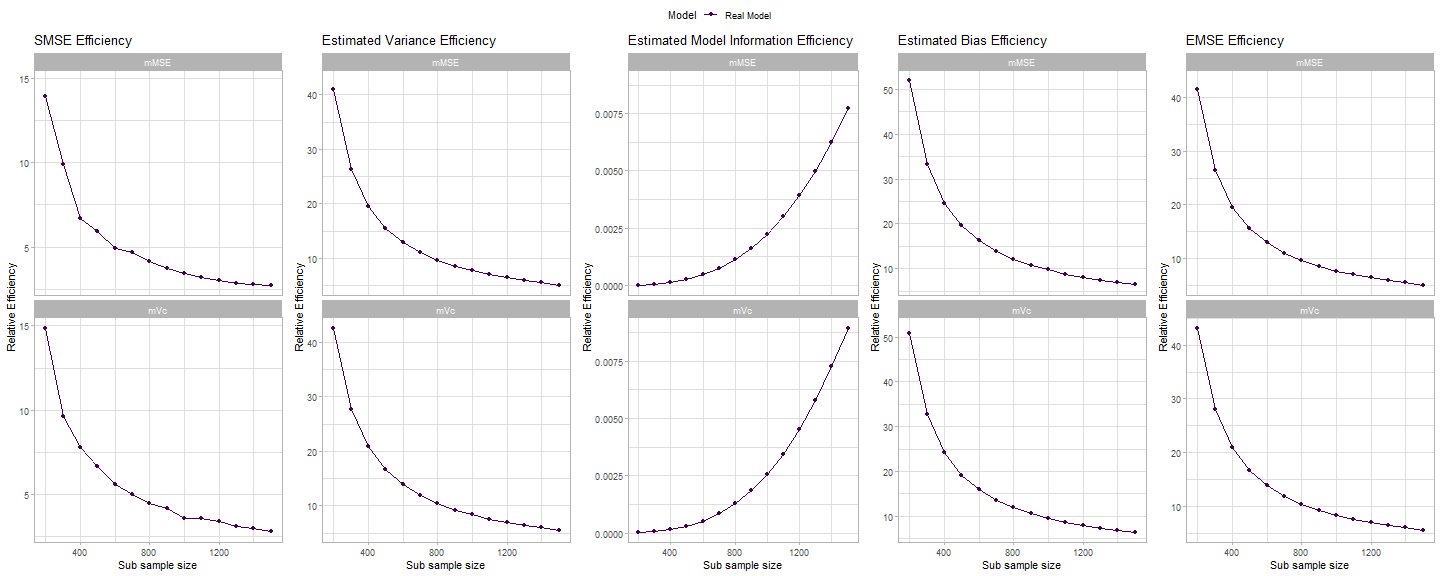 Model Real Model
SMSE Efficiency
mMSE
15
10
5
mVc
15
10
5
400 800 1200
Sub sample size
Relative Efficiency
Estimated Variance Efficiency
mMSE
40
30
20
10
mVc
40
30
20
10
400 800 1200
Sub sample size
Relative Efficiency
Estimated Model Information Efficiency
mMSE
0.0075
0.0050
0.0025
0.0000
mVc
0.0075
0.0050
0.0025
0.0000
400 800 1200
Sub sample size
Relative Efficiency
Estimated Bias Efficiency
mMSE
50
40
30
20
10
mVc
50
40
30
20
10
400 800 1200
Sub sample size
Relative Efficiency
EMSE Efficiency
mMSE
40
30
20
10
mVc
40
30
20
10
400 800 1200
Sub sample size
Relative Efficiency